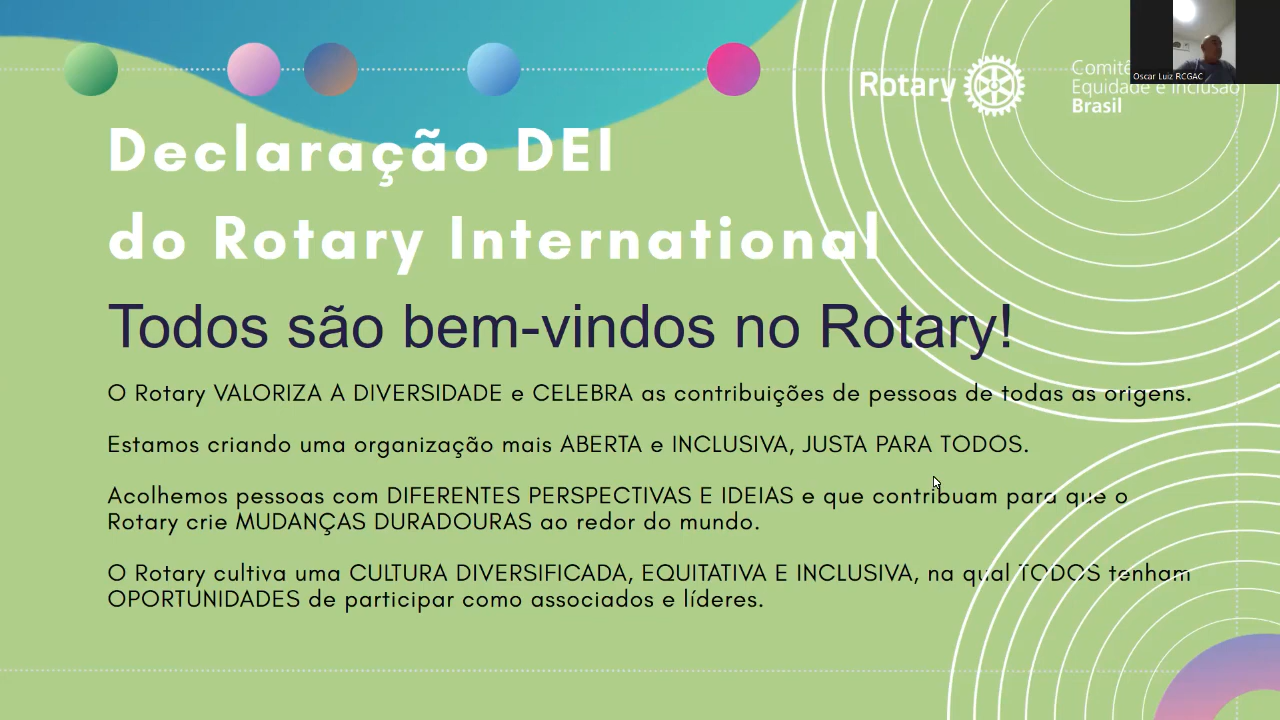 Oscar Luiz RCGAC
Rotary
Comitê
Equidade e Inclusão
Brasil
Declaração DEI
do Rotary International
Todos são bem-vindos no Rotary!
O Rotary VALORIZA A DIVERSIDADE e CELEBRA as contribuições de pessoas de todas as origens.
Estamos criando uma organização mais ABERTA e INCLUSIVA, JUSTA PARA TODOS.
Acolhemos pessoas com DIFERENTES PERSPECTIVAS E IDEIAS e que contribuam para que o
Rotary crie MUDANÇAS DURADOURAS ao redor do mundo.
O Rotary cultiva uma CULTURA DIVERSIFICADA, EQUITATIVA E INCLUSIVA, na qual TODOS tenham
OPORTUNIDADES de participar como associados e líderes.